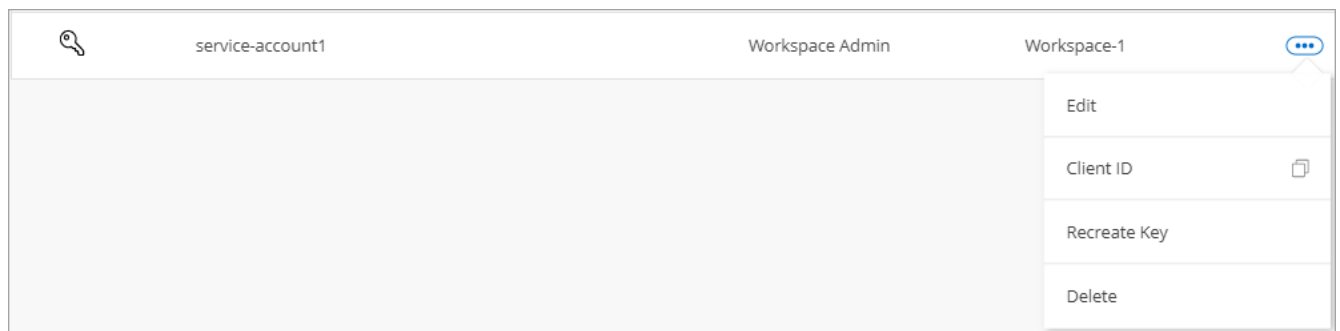 service-account1 Workspace Admin Workspace-1
Edit
Client ID
Recreate Key
Delete